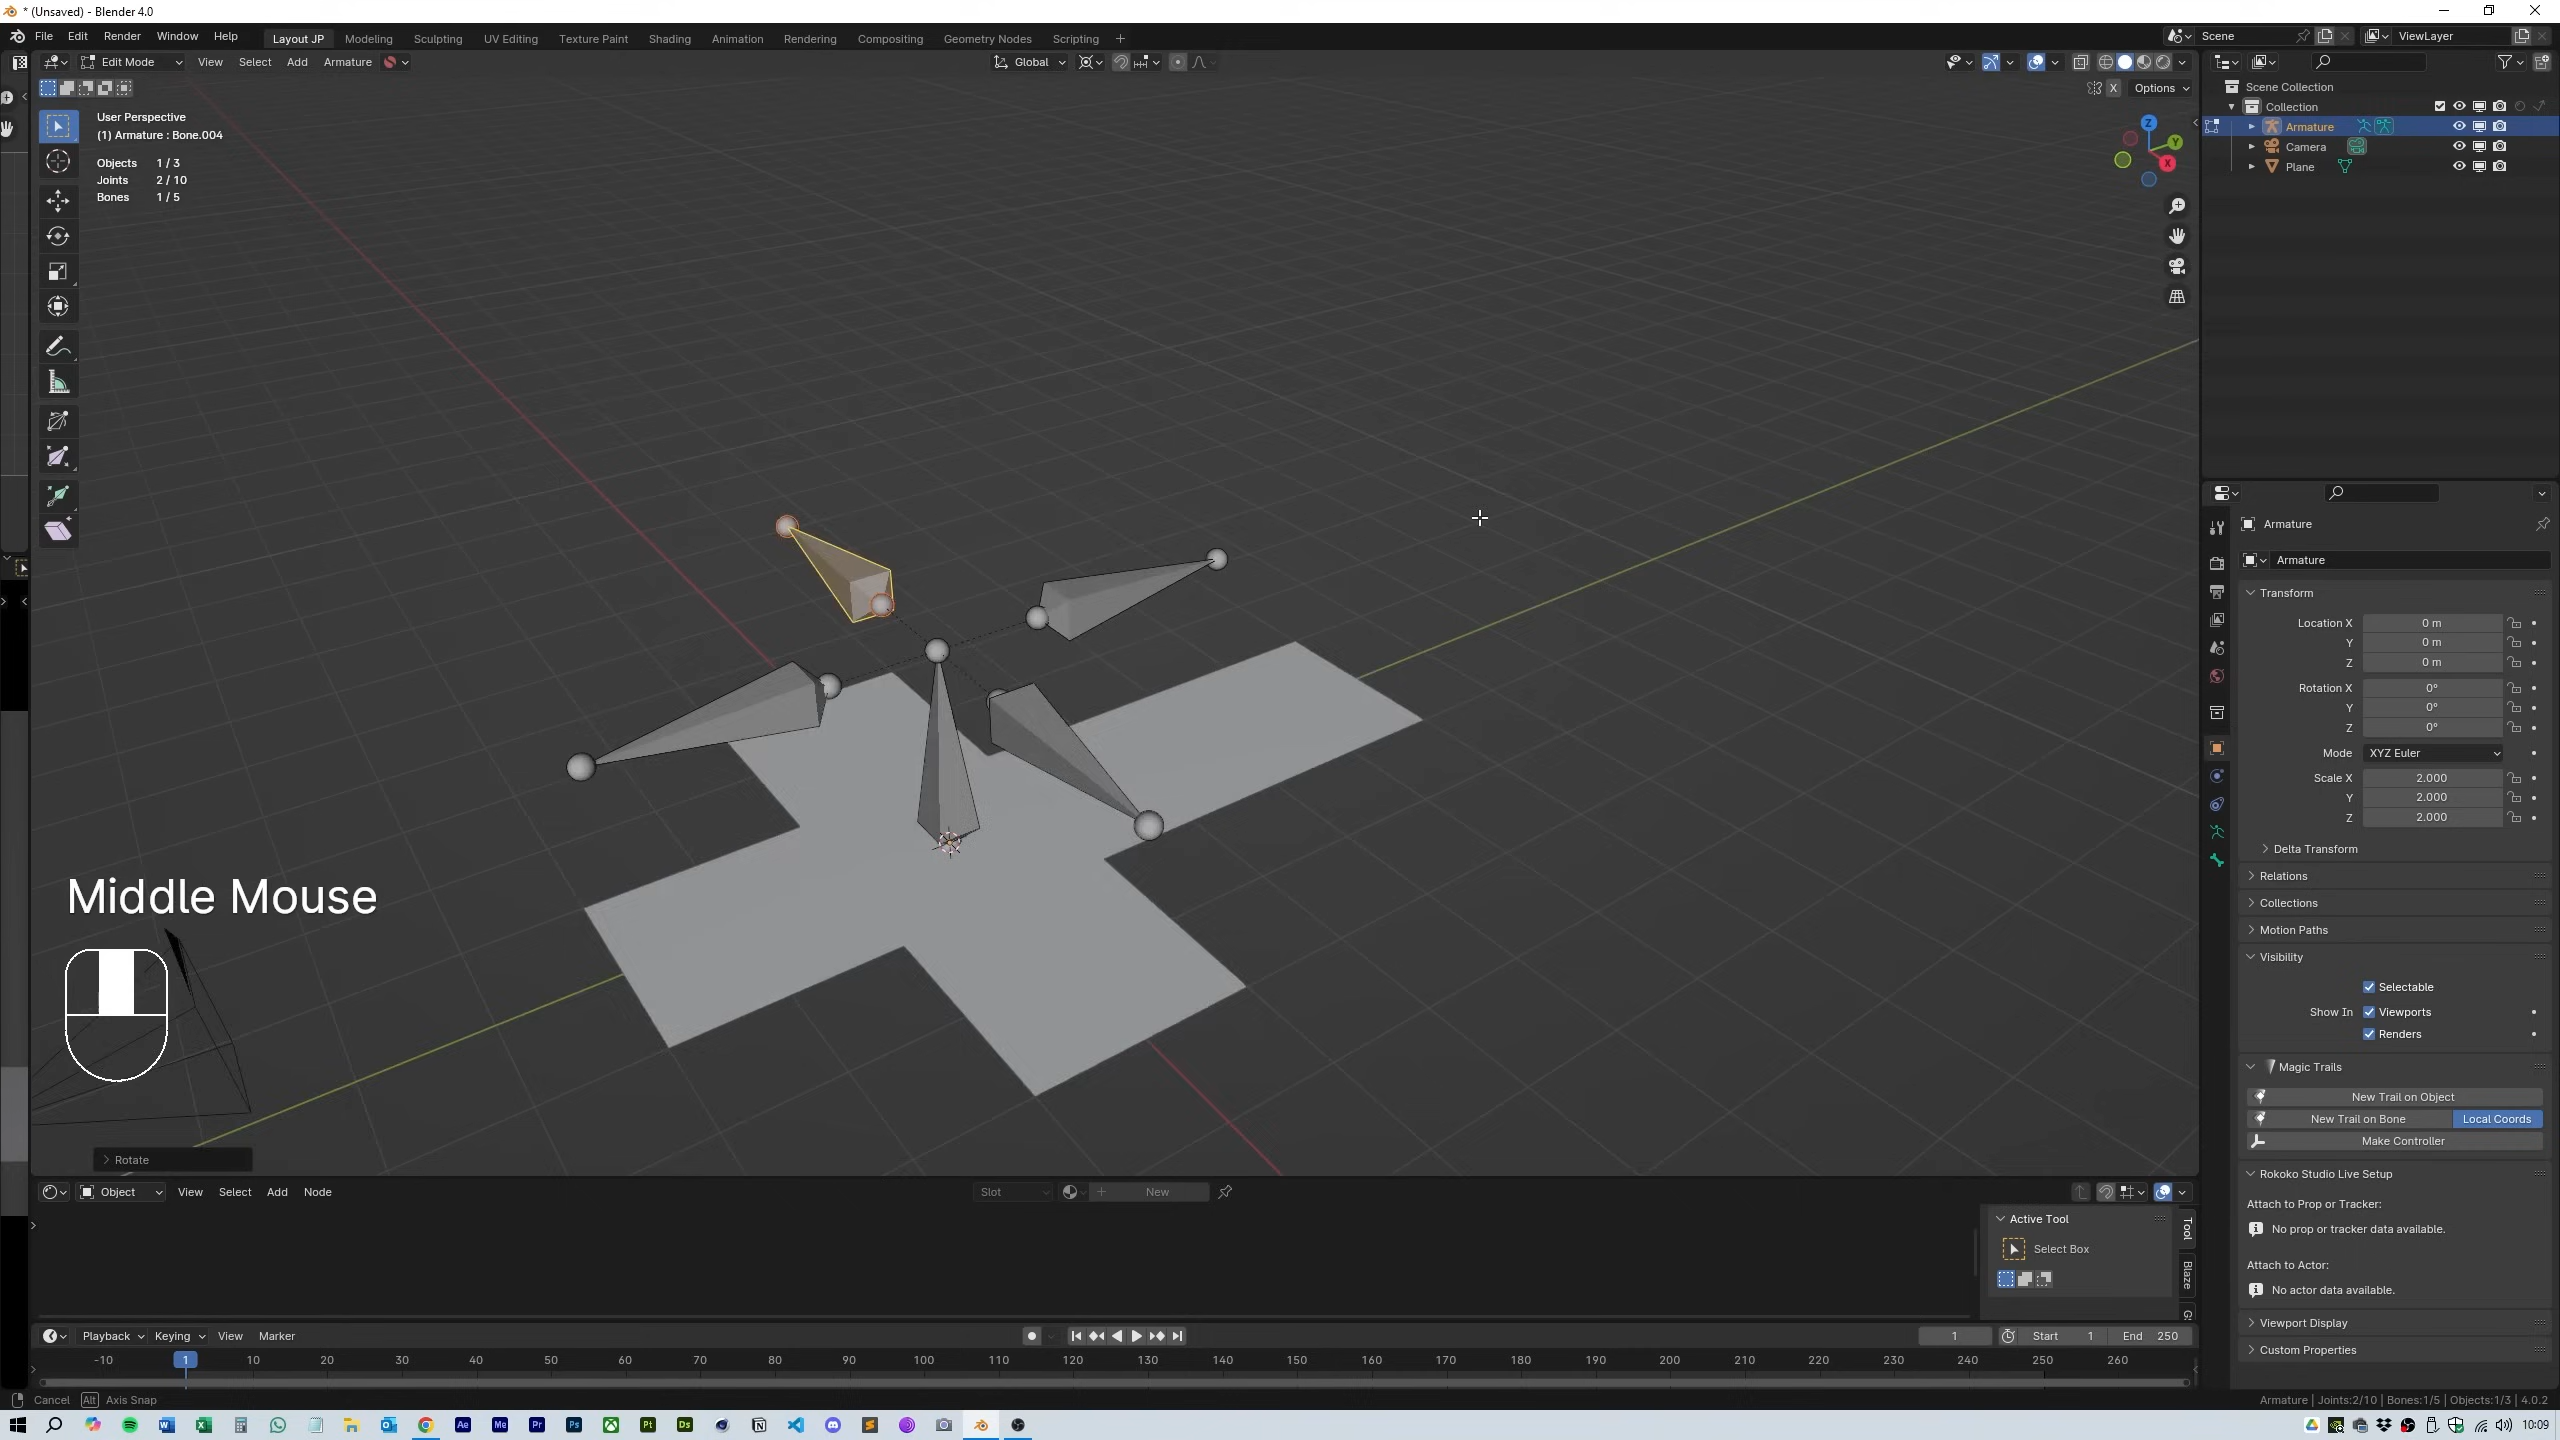 * (Unsaved) - Blender 4.0
File Edit Render Window Help
Layout JP Modeling Sculpting UV Editing Texture Paint Shading Animation Rendering Compositing Geometry Nodes Scripting +
Scene
ViewLayer
Edit Mode View Select Add Armature
Global
X Options
User Perspective
(1) Armature : Bone.004
Objects 1 / 3
Joints 2 / 10
Bones 1 / 5
Z
Y
X
Scene Collection
Collection
Armature
Camera
Plane
Armature
Armature
Transform
Location X 0 m
Y 0 m
Z 0 m
Rotation X 0°
Y 0°
Z 0°
Mode XYZ Euler
Scale X 2.000
Y 2.000
Z 2.000
Delta Transform
Relations
Collections
Motion Paths
Visibility
Selectable
Show In Viewports
Renders
Magic Trails
New Trail on Object
New Trail on Bone Local Coords
Make Controller
Rokoko Studio Live Setup
Attach to Prop or Tracker:
No prop or tracker data available.
Attach to Actor:
No actor data available.
Viewport Display
Custom Properties
Middle Mouse
Rotate
Object View Select Add Node
Slot New
Active Tool
Select Box
Tool
Blaze
G
Playback Keying View Marker
1 Start 1 End 250
-10 1 10 20 30 40 50 60 70 80 90 100 110 120 130 140 150 160 170 180 190 200 210 220 230 240 250 260
Cancel Alt Axis Snap
Armature | Joints:2/10 | Bones:1/5 | Objects:1/3 | 4.0.2
Ae Me Pr Ps Pt Ds
10:09